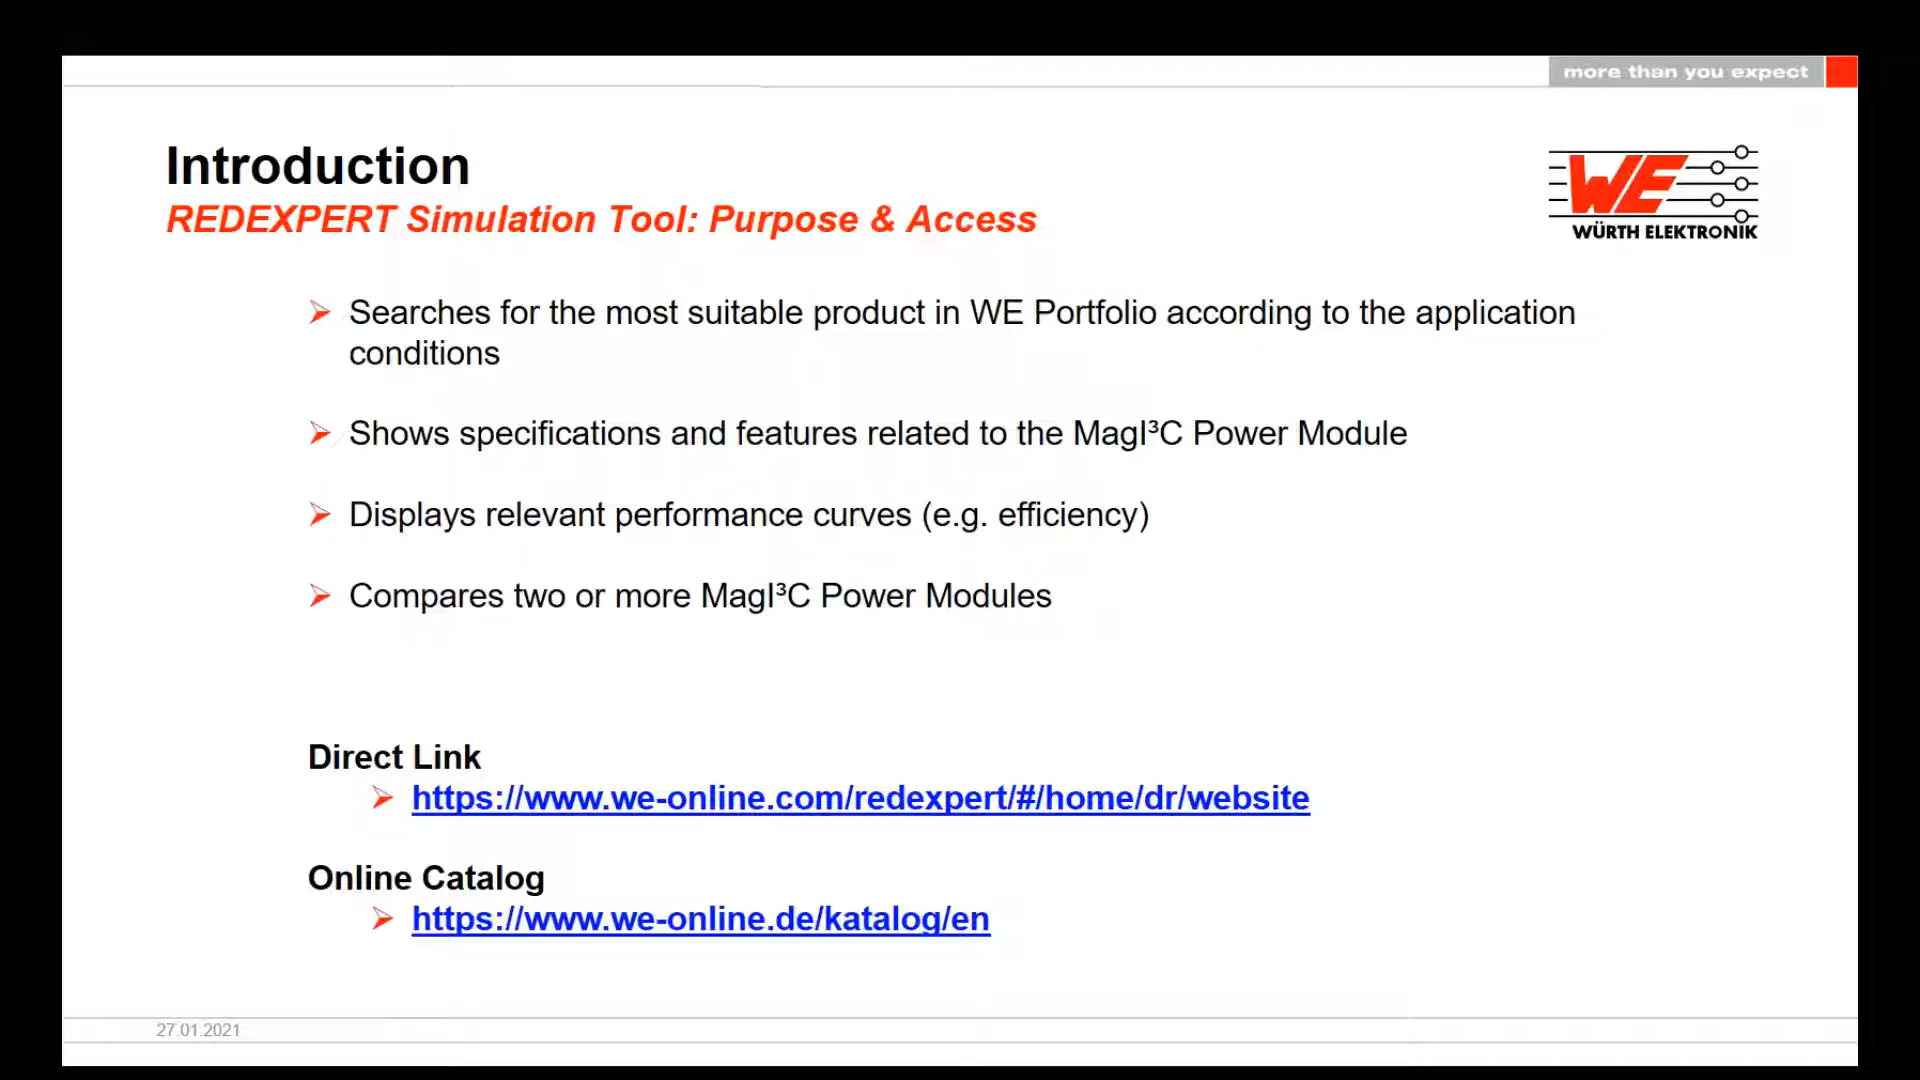 more than you expect
Introduction
REDEXPERT Simulation Tool: Purpose & Access
WE
WÜRTH ELEKTRONIK
Searches for the most suitable product in WE Portfolio according to the application
conditions
Shows specifications and features related to the MagI³C Power Module
Displays relevant performance curves (e.g. efficiency)
Compares two or more MagI³C Power Modules
Direct Link
https://www.we-online.com/redexpert/#/home/dr/website
Online Catalog
https://www.we-online.de/katalog/en
27.01.2021